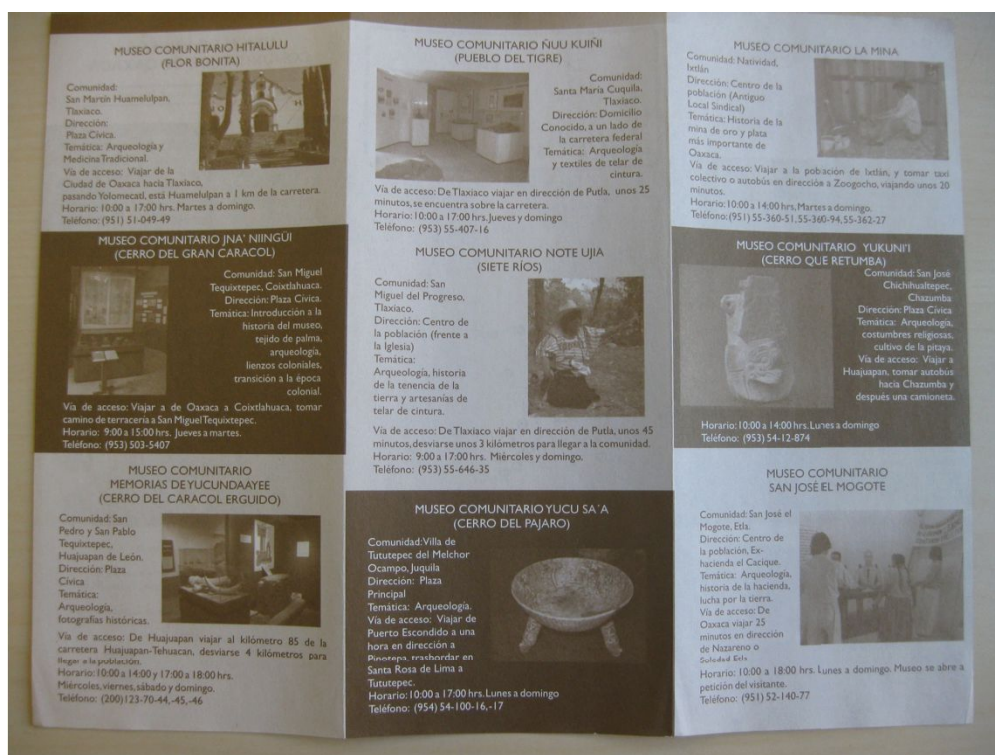 MUSEO COMUNITARIO HITALULU
(FLOR BONITA)
Comunidad:
San Martín Huamelulpan,
Tlaxiaco.
Dirección:
Plaza Cívica.
Temática: Arqueología y
Medicina Tradicional.
Vía de acceso: Viajar de la
Ciudad de Oaxaca hacia Tlaxiaco,
pasando Yolomecatl, está Huamelulpan a 1 km de la carretera.
Horario: 10:00 a 17:00 hrs. Martes a domingo.
Teléfono: (951) 51-049-49
MUSEO COMUNITARIO JNA' NIINGÜI
(CERRO DEL GRAN CARACOL)
Comunidad: San Miguel
Tequixtepec, Coixtlahuaca.
Dirección: Plaza Cívica.
Temática: Introducción a la
historia del museo,
tejido de palma,
arqueología,
lienzos coloniales,
transición a la época
colonial.
Vía de acceso: Viajar a de Oaxaca a Coixtlahuaca, tomar
camino de terracería a San Miguel Tequixtepec.
Horario: 9:00 a 15:00 hrs. Jueves a martes.
Teléfono: (953) 503-5407
MUSEO COMUNITARIO
MEMORIAS DE YUCUNDAAYEE
(CERRO DEL CARACOL ERGUIDO)
Comunidad: San
Pedro y San Pablo
Tequixtepec,
Huajuapan de León.
Dirección: Plaza
Cívica
Temática:
Arqueología,
fotografías históricas.
Vía de acceso: De Huajuapan viajar al kilómetro 85 de la
carretera Huajuapan-Tehuacan, desviarse 4 kilómetros para
llegar a la población.
Horario: 10:00 a 14:00 y 17:00 a 18:00 hrs.
Miércoles, viernes, sábado y domingo.
Teléfono: (200)123-70-44,-45,-46
MUSEO COMUNITARIO ÑUU KUIÑI
(PUEBLO DEL TIGRE)
Comunidad:
Santa María Cuquila,
Tlaxiaco.
Dirección: Domicilio
Conocido, a un lado de
la carretera federal
Temática: Arqueología
y textiles de telar de
cintura.
Vía de acceso: De Tlaxiaco viajar en dirección de Putla, unos 25
minutos, se encuentra sobre la carretera.
Horario: 10:00 a 17:00 hrs. Jueves y domingo
Teléfono: (953) 55-407-16
MUSEO COMUNITARIO NOTE UJIA
(SIETE RÍOS)
Comunidad: San
Miguel del Progreso,
Tlaxiaco.
Dirección: Centro de
la población (frente a
la Iglesia)
Temática:
Arqueología, historia
de la tenencia de la
tierra y artesanías de
telar de cintura.
Vía de acceso: De Tlaxiaco viajar en dirección de Putla, unos 45
minutos, desviarse unos 3 kilómetros para llegar a la comunidad.
Horario: 9:00 a 17:00 hrs. Miércoles y domingo.
Teléfono: (953) 55-646-35
MUSEO COMUNITARIO YUCU SA'A
(CERRO DEL PAJARO)
Comunidad: Villa de
Tututepec del Melchor
Ocampo, Juquila
Dirección: Plaza
Principal
Temática: Arqueología.
Vía de acceso: Viajar de
Puerto Escondido a una
hora en dirección a
Pinotepa, trasbordar en
Santa Rosa de Lima a
Tututepec.
Horario: 10:00 a 17:00 hrs. Lunes a domingo
Teléfono: (954) 54-100-16,-17
MUSEO COMUNITARIO LA MINA
Comunidad: Natividad,
Ixtlán
Dirección: Centro de la
población (Antiguo
Local Sindical)
Temática: Historia de la
mina de oro y plata
más importante de
Oaxaca.
Vía de acceso: Viajar a la pobación de Ixtlán, y tomar taxi
colectivo o autobús en dirección a Zoogocho, viajando unos 20
minutos.
Horario: 10:00 a 14:00 hrs. Martes a domingo.
Teléfono: (951) 55-360-51, 55-360-94, 55-362-27
MUSEO COMUNITARIO YUKUNI'I
(CERRO QUE RETUMBA)
Comunidad: San José
Chichihualtepec,
Chazumba
Dirección: Plaza Cívica
Temática: Arqueología,
costumbres religiosas,
cultivo de la pitaya.
Vía de acceso: Viajar a
Huajuapan, tomar autobús
hacia Chazumba y
después una camioneta.
Horario: 10:00 a 14:00 hrs. Lunes a domingo
Teléfono: (953) 54-12-874
MUSEO COMUNITARIO
SAN JOSÉ EL MOGOTE
Comunidad: San José el
Mogote, Etla.
Dirección: Centro de
la población, Ex-
hacienda el Cacique.
Temática: Arqueología,
historia de la hacienda,
lucha por la tierra.
Vía de acceso: De
Oaxaca viajar 25
minutos en dirección
de Nazareno o
Soledad Etla
Horario: 10:00 a 18:00 hrs. Lunes a domingo. Museo se abre a
petición del visitante.
Teléfono: (951) 52-140-77